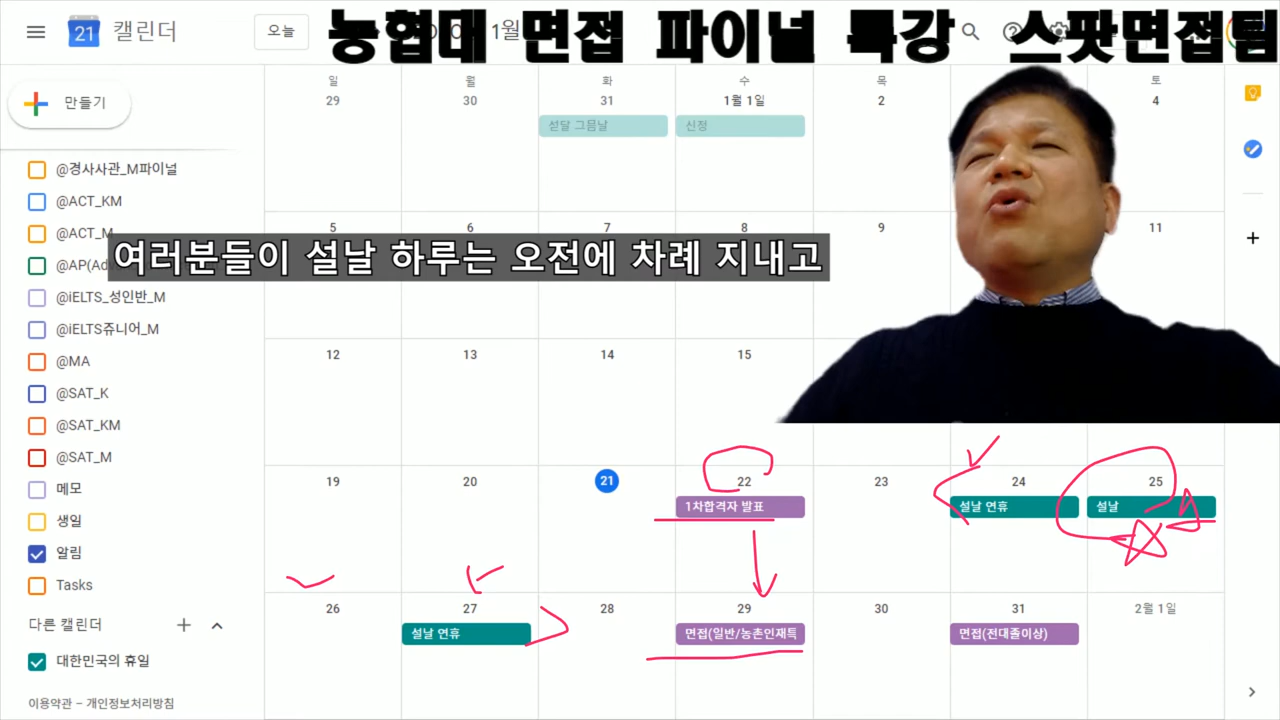 농협대 면접 파이널 특강 스팟면접팀
21 캘린더 오늘 1월
만들기
일 월 화 수 목 토
29 30 31 1월 1일 2 4
섣달 그믐날 신정
@경사사관_M파이널
@ACT_KM
@ACT_M
5 6 7 8 9 11
여러분들이 설날 하루는 오전에 차례 지내고
@IELTS_성인반_M
@IELTS쥬니어_M
@MA
12 13 14 15
@SAT_K
@SAT_KM
@SAT_M
19 20 21 22 23 24 25
1차합격자 발표 설날 연휴 설날
메모
생일
알림
Tasks
26 27 28 29 30 31 2월 1일
설날 연휴 면접(일반/농촌인재특 면접(전대졸이상)
다른 캘린더
대한민국의 휴일
이용약관 – 개인정보처리방침